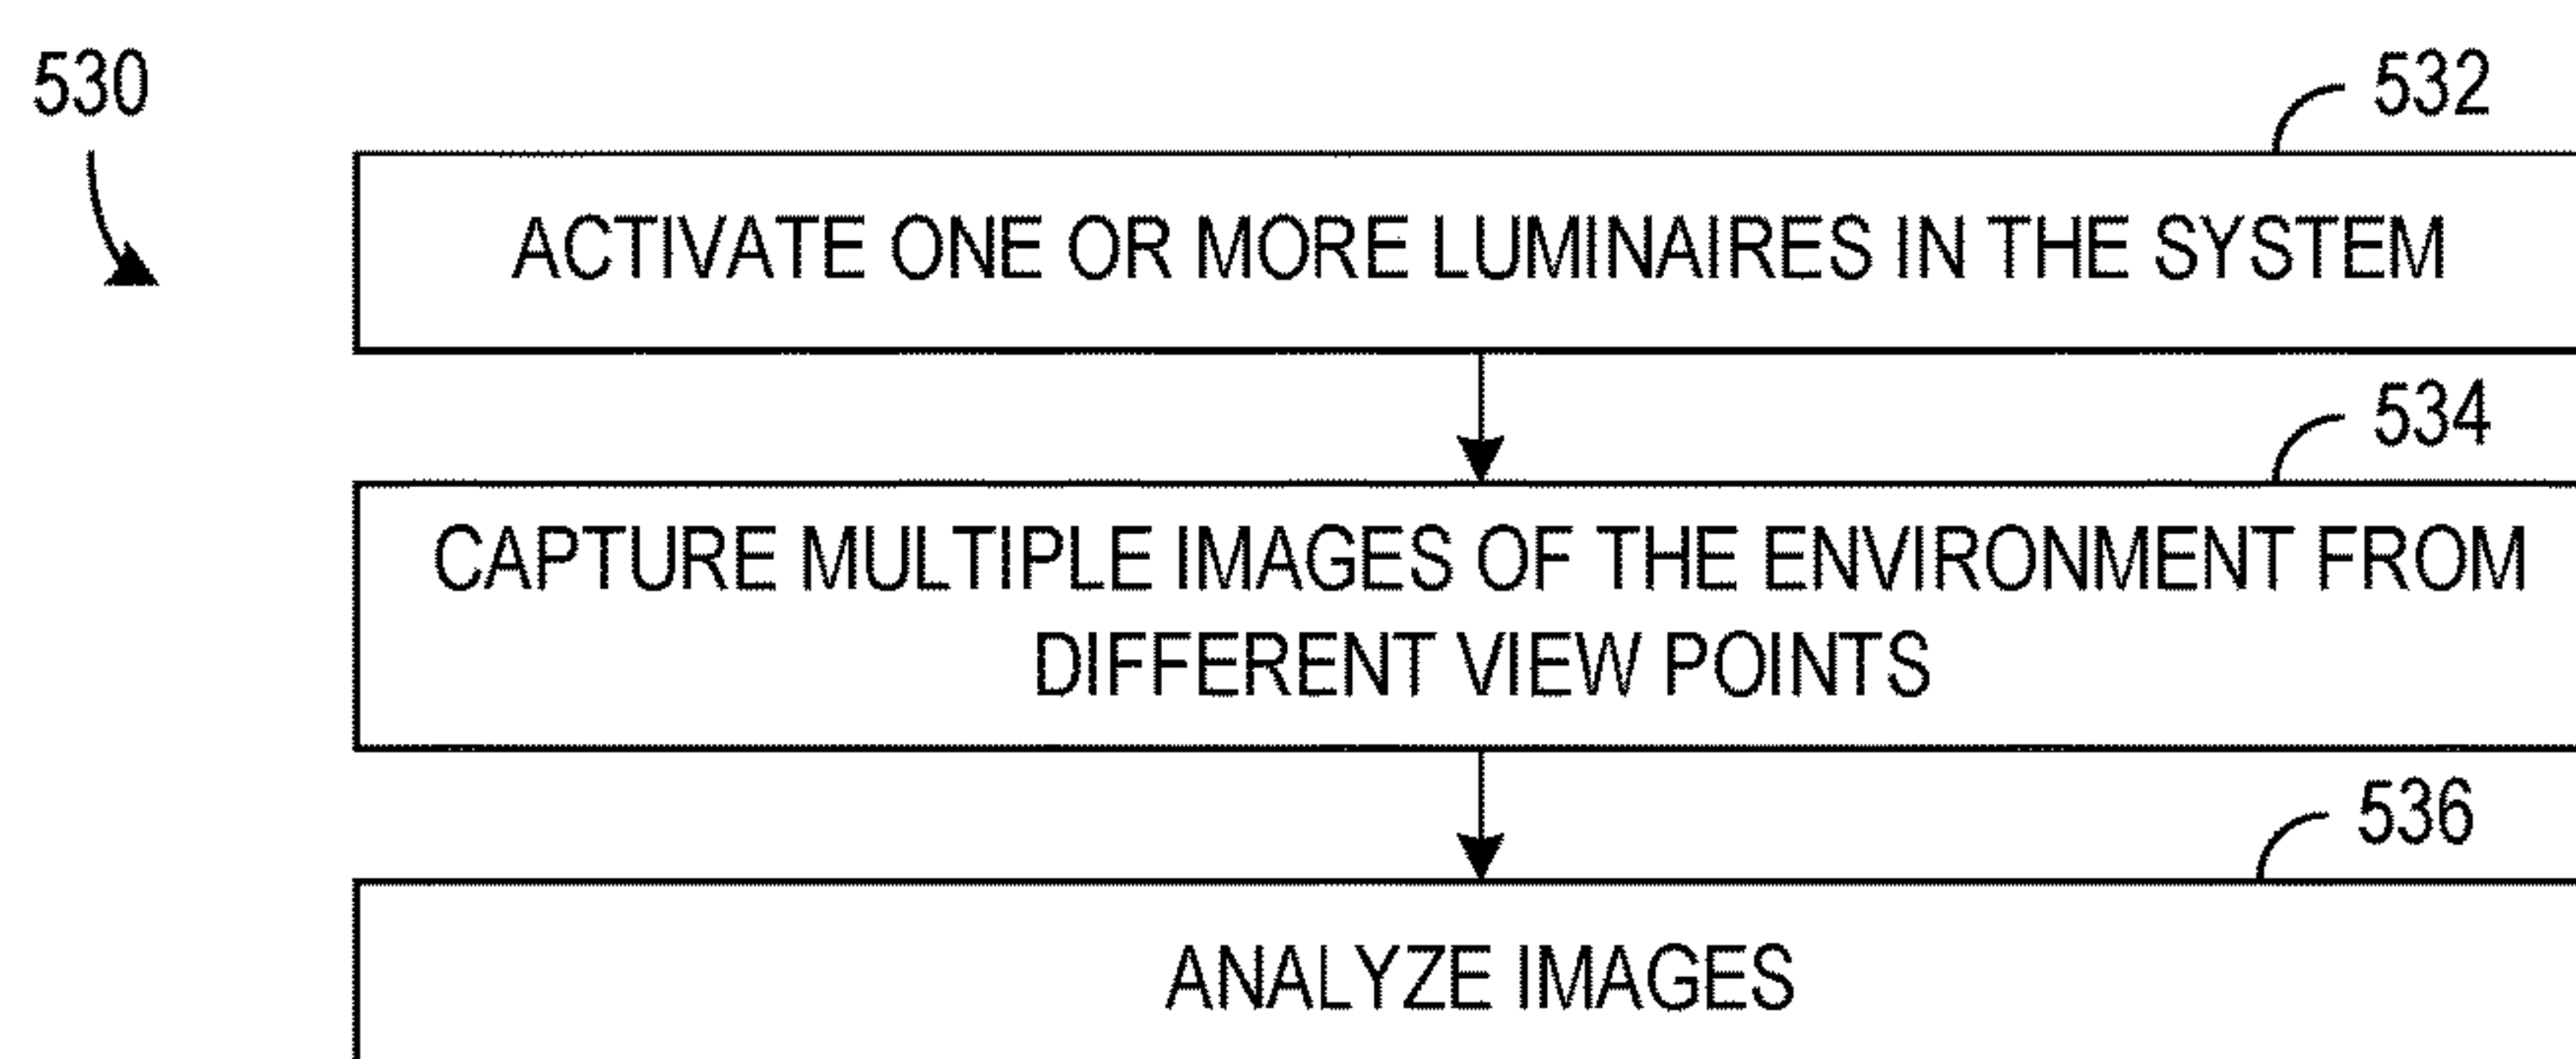 530
532
ACTIVATE ONE OR MORE LUMINAIRES IN THE SYSTEM
534
CAPTURE MULTIPLE IMAGES OF THE ENVIRONMENT FROM
DIFFERENT VIEW POINTS
536
ANALYZE IMAGES